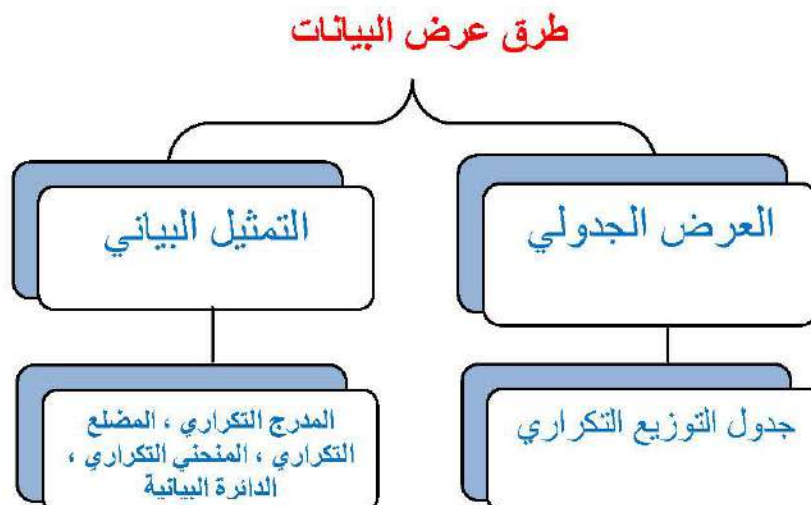 طرق عرض البيانات
العرض الجدولي
التمثيل البياني
جدول التوزيع التكراري
المدرج التكراري ، المضلع
التكراري ، المنحني التكراري ،
الدائرة البيانية